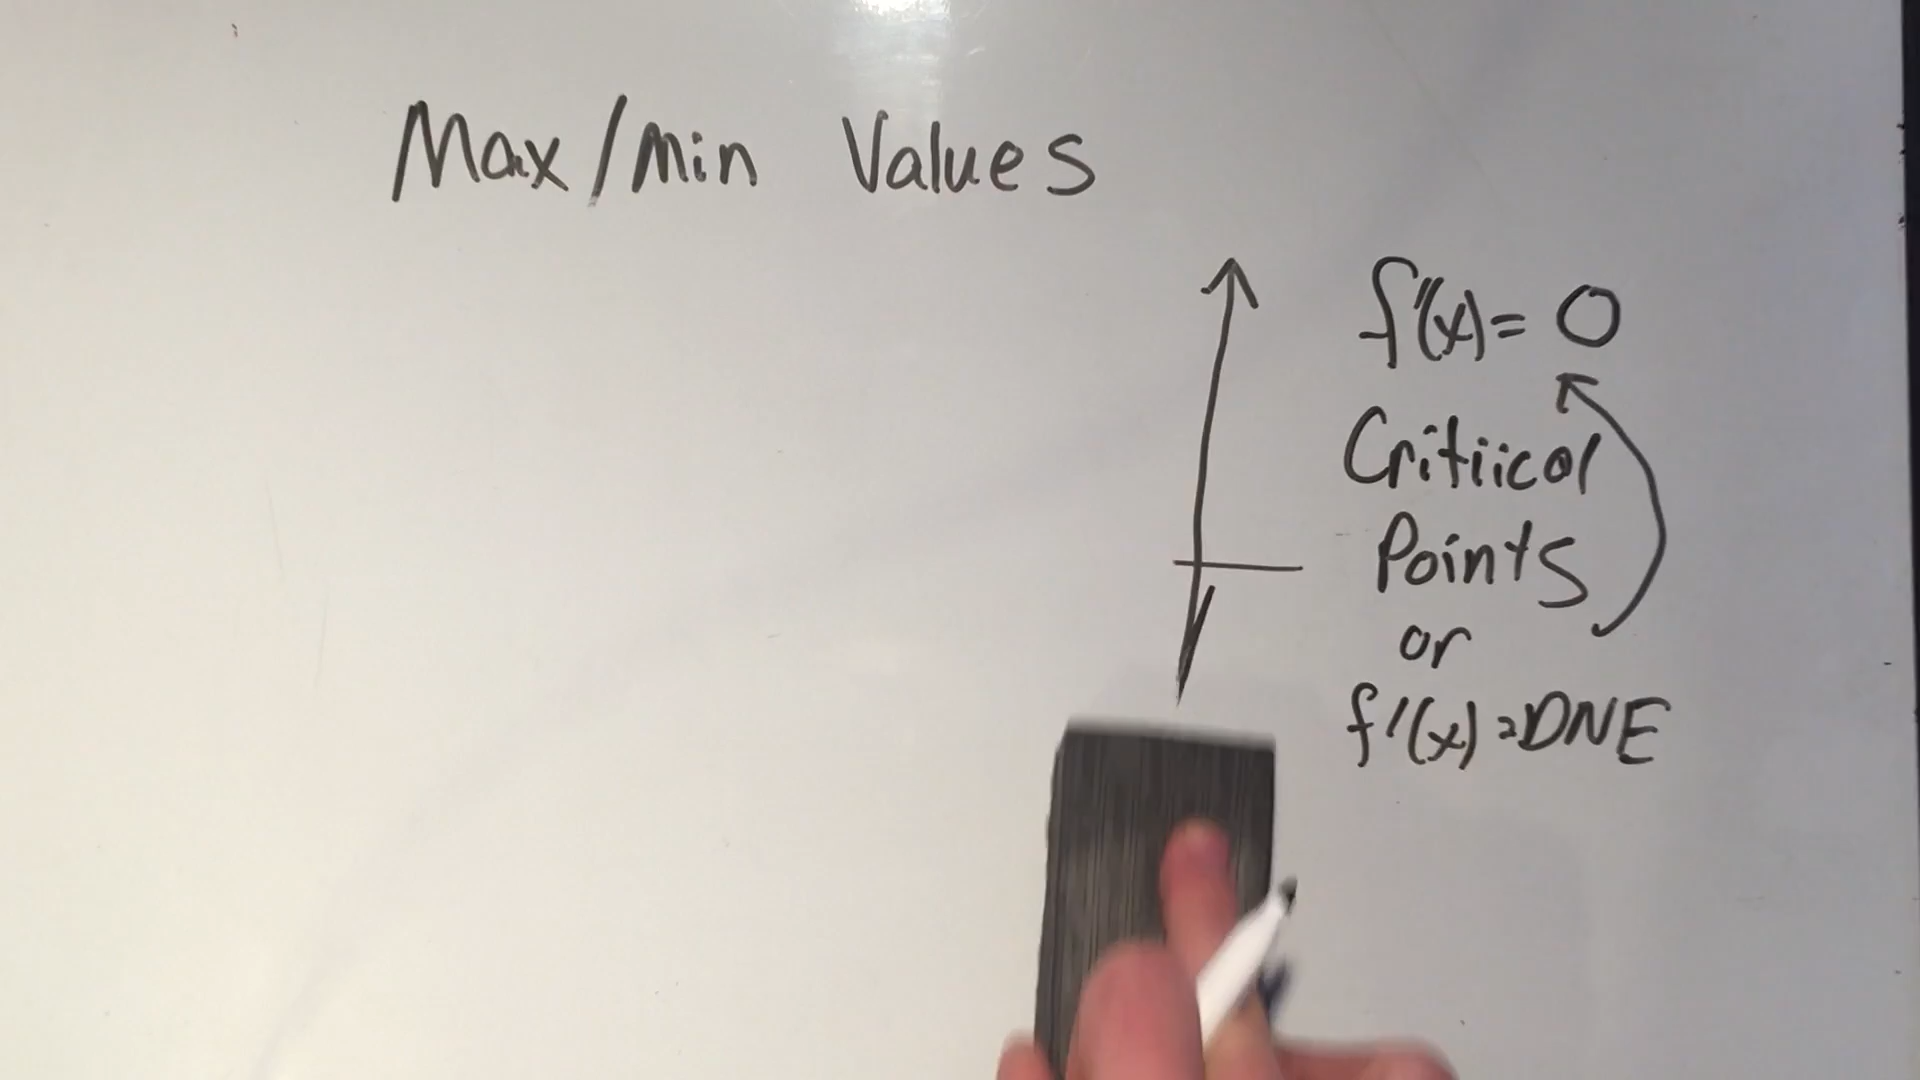 Max/Min Values
f'(x)= 0
Critiical
Points
or
f'(x)=DNE